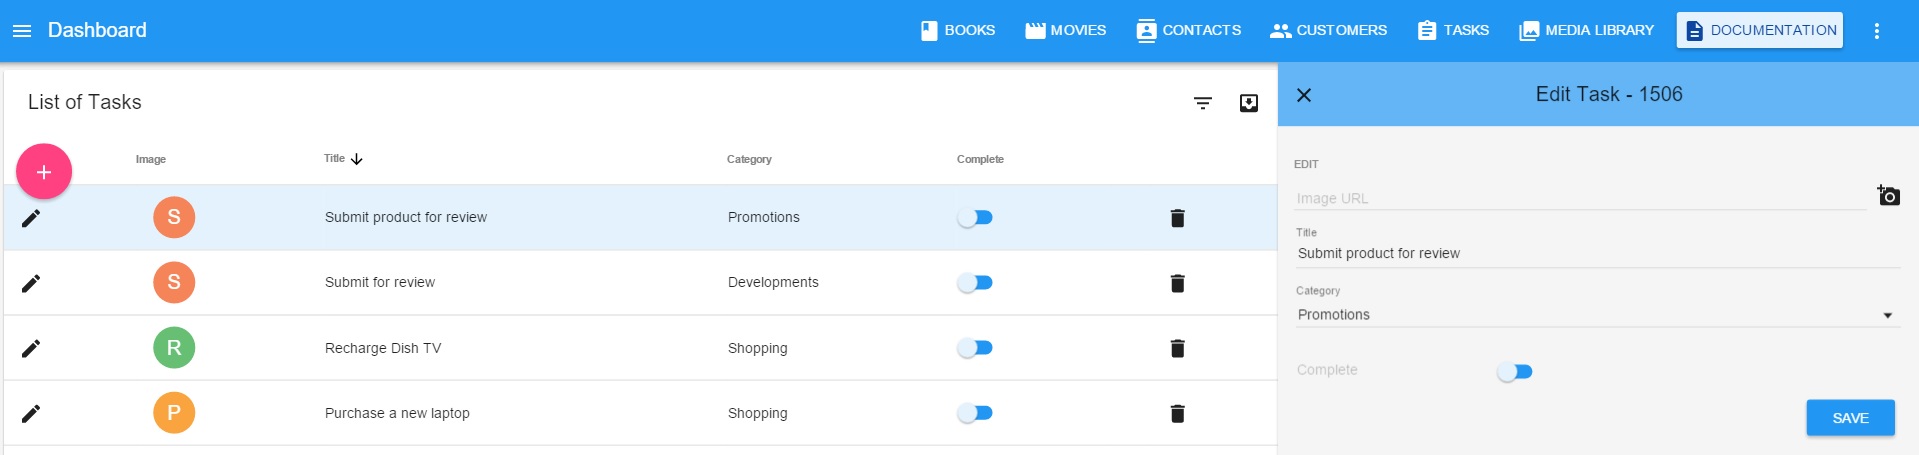 Dashboard
BOOKS MOVIES CONTACTS CUSTOMERS TASKS MEDIA LIBRARY DOCUMENTATION
List of Tasks
Image Title Category Complete
S Submit product for review Promotions
S Submit for review Developments
R Recharge Dish TV Shopping
P Purchase a new laptop Shopping
Edit Task - 1506
EDIT
Image URL
Title
Submit product for review
Category
Promotions
Complete
SAVE